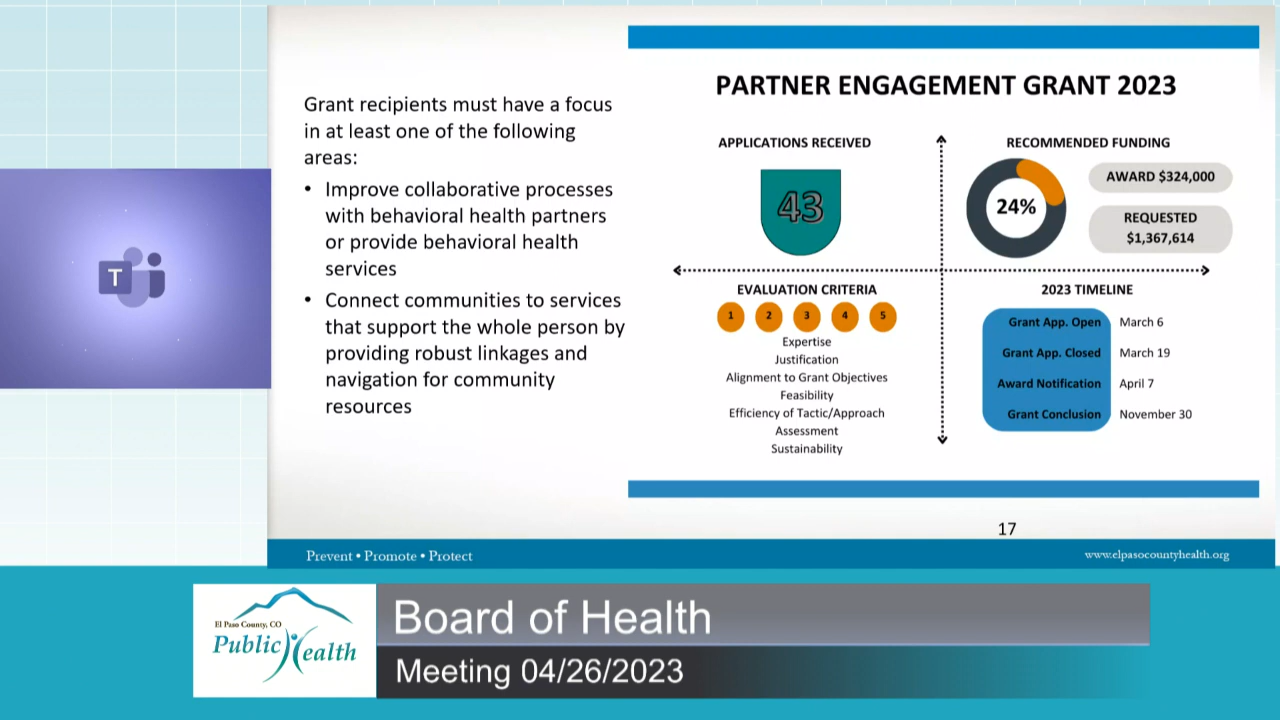 Grant recipients must have a focus
in at least one of the following
areas:
• Improve collaborative processes
with behavioral health partners
or provide behavioral health
services
• Connect communities to services
that support the whole person by
providing robust linkages and
navigation for community
resources
PARTNER ENGAGEMENT GRANT 2023
APPLICATIONS RECEIVED
43
RECOMMENDED FUNDING
24%
AWARD $324,000
REQUESTED
$1,367,614
EVALUATION CRITERIA
1 2 3 4 5
Expertise
Justification
Alignment to Grant Objectives
Feasibility
Efficiency of Tactic/Approach
Assessment
Sustainability
2023 TIMELINE
Grant App. Open March 6
Grant App. Closed March 19
Award Notification April 7
Grant Conclusion November 30
17
Prevent • Promote • Protect
www.elpasocountyhealth.org
T
El Paso County, CO
Public Health
Board of Health
Meeting 04/26/2023